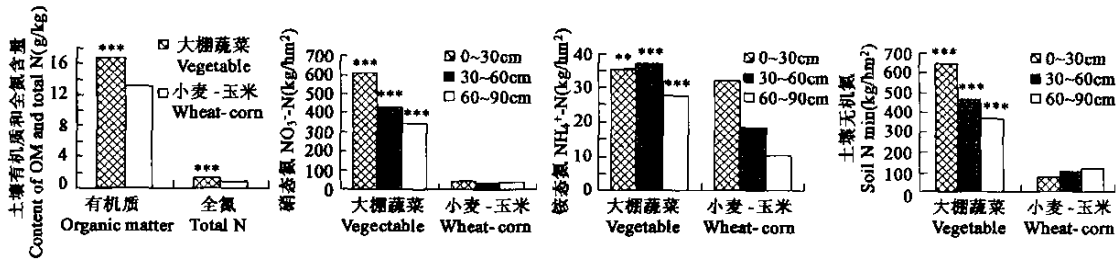 土壤有机质和全氮含量
Content of OM and total N(g/kg)
16
12
8
4
0
***
***
大棚蔬菜
Vegetable
小麦-玉米
Wheat-corn
有机质
Organic matter
全氮
Total N
硝态氮 NO₃⁻-N(kg/hm²)
700
600
500
400
300
200
100
0
***
***
***
0~30cm
30~60cm
60~90cm
大棚蔬菜
Vegectable
小麦-玉米
Wheat-corn
铵态氮 NH₄⁺-N(kg/hm²)
40
30
20
10
0
**
***
***
0~30cm
30~60cm
60~90cm
大棚蔬菜
Vegetable
小麦-玉米
Wheat-corn
土壤无机氮
Soil N min(kg/hm²)
700
600
500
400
300
200
100
0
***
***
***
0~30cm
30~60cm
60~90cm
大棚蔬菜
Vegetable
小麦-玉米
Wheat-corn